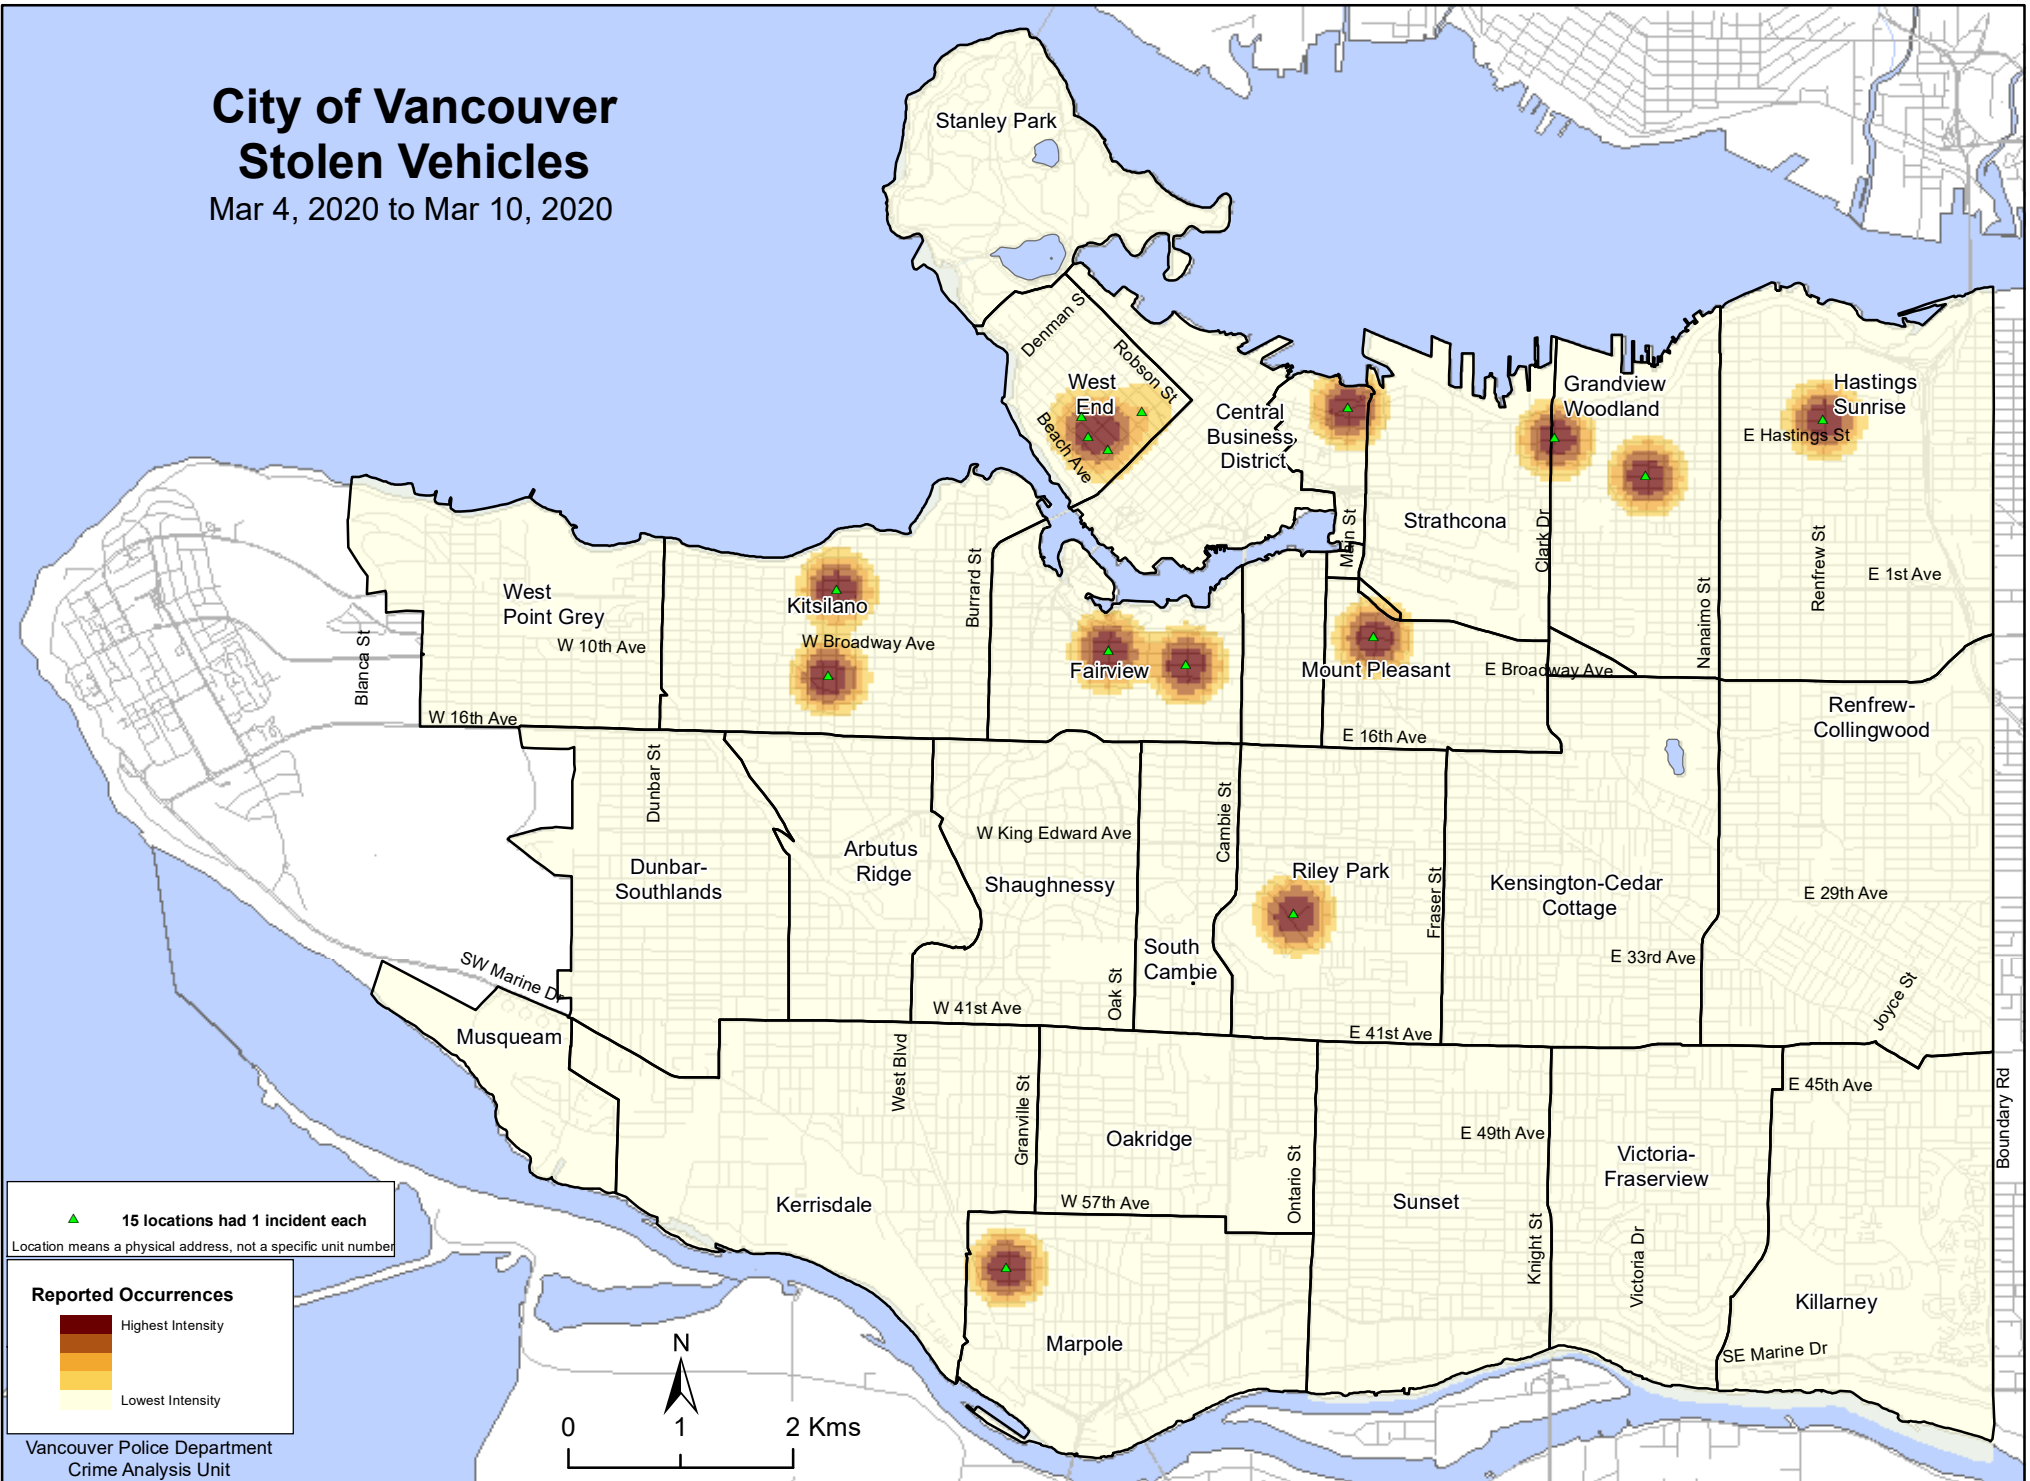 City of Vancouver
Stolen Vehicles
Mar 4, 2020 to Mar 10, 2020
Stanley Park
Denman S
Robson St
West
End
Beach Ave
Central
Business
District
Grandview
Woodland
Hastings
Sunrise
E Hastings St
Strathcona
Main St
Clark Dr
Nanaimo St
Renfrew St
E 1st Ave
West
Point Grey
W 10th Ave
Blanca St
Kitsilano
W Broadway Ave
Burrard St
Fairview
Mount Pleasant
E Broadway Ave
W 16th Ave
E 16th Ave
Renfrew-
Collingwood
Dunbar St
Dunbar-
Southlands
Arbutus
Ridge
W King Edward Ave
Shaughnessy
Cambie St
South
Cambie
Oak St
Riley Park
Fraser St
Kensington-Cedar
Cottage
E 29th Ave
E 33rd Ave
Joyce St
SW Marine Dr
Musqueam
W 41st Ave
E 41st Ave
West Blvd
Granville St
Oakridge
E 45th Ave
E 49th Ave
Boundary Rd
Victoria-
Fraserview
Kerrisdale
W 57th Ave
Ontario St
Sunset
Knight St
Victoria Dr
Killarney
SE Marine Dr
Marpole
15 locations had 1 incident each
Location means a physical address, not a specific unit number
Reported Occurrences
Highest Intensity
Lowest Intensity
Vancouver Police Department
Crime Analysis Unit
N
0 1 2 Kms